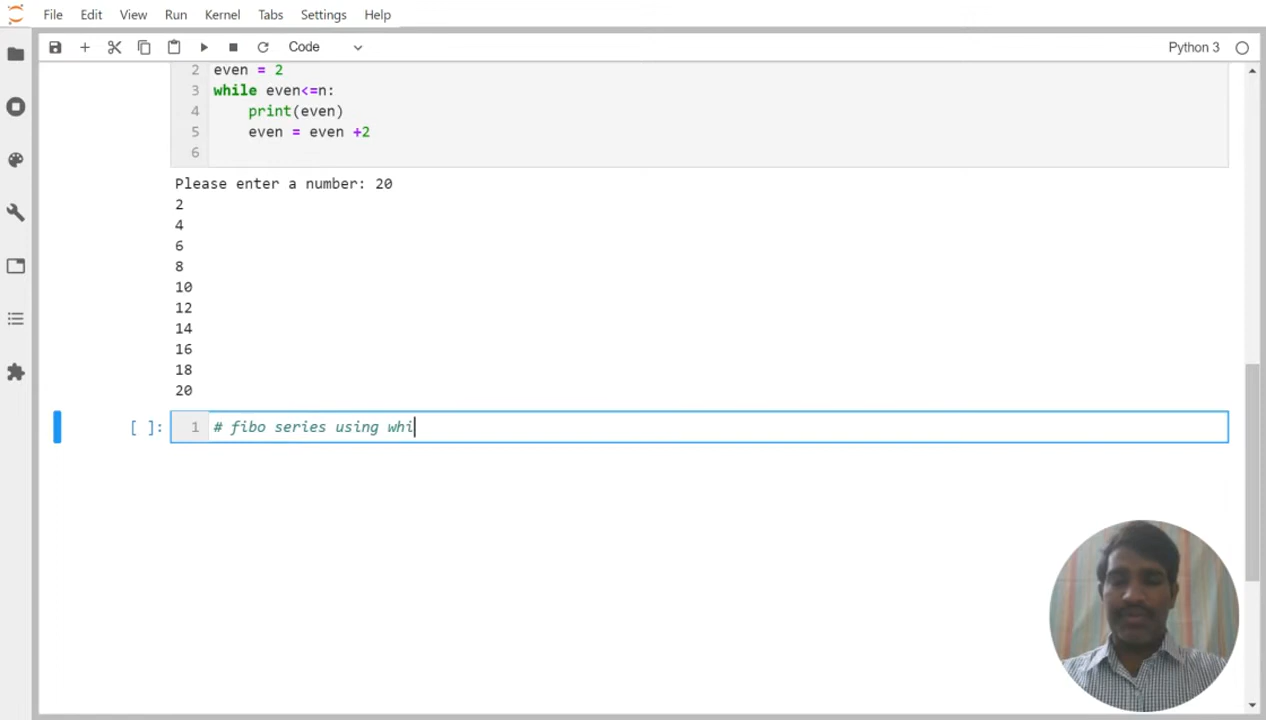 File Edit View Run Kernel Tabs Settings Help
Code Python 3
2 even = 2
3 while even<=n:
4 print(even)
5 even = even +2
6
Please enter a number: 20
2
4
6
8
10
12
14
16
18
20
[ ]: 1 # fibo series using whi